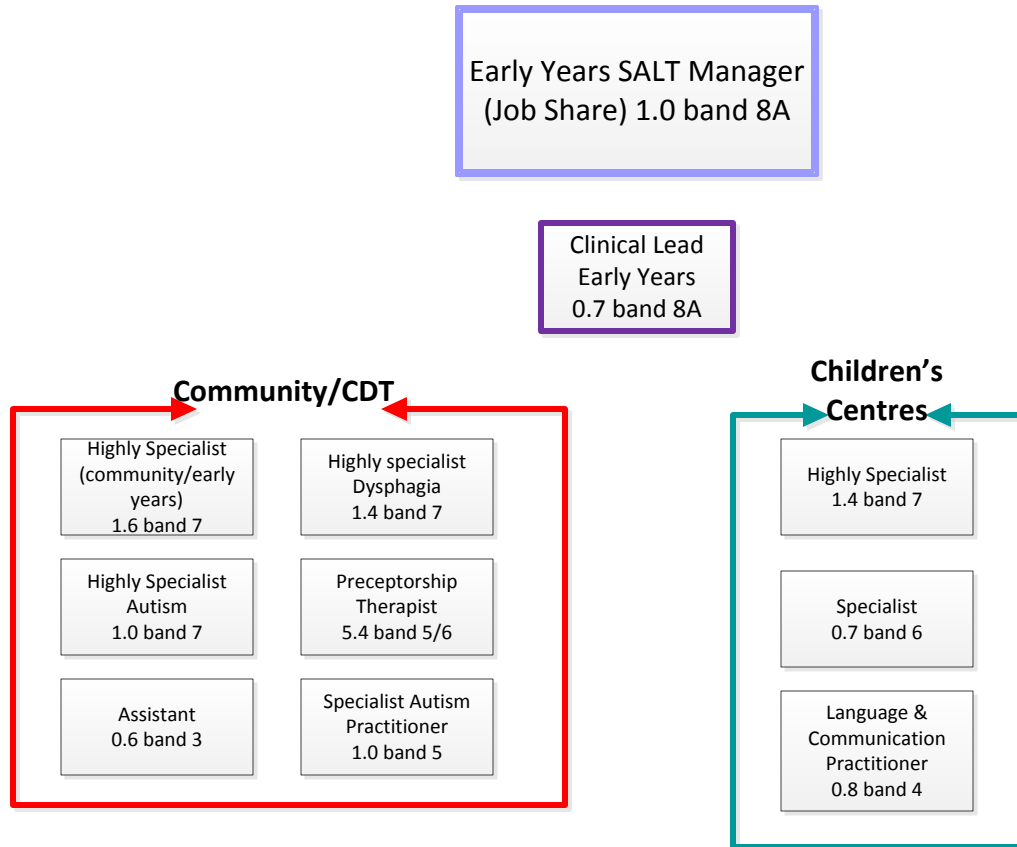 Early Years SALT Manager
(Job Share) 1.0 band 8A
Clinical Lead
Early Years
0.7 band 8A
Community/CDT
Highly Specialist
(community/early
years)
1.6 band 7
Highly specialist
Dysphagia
1.4 band 7
Highly Specialist
Autism
1.0 band 7
Preceptorship
Therapist
5.4 band 5/6
Assistant
0.6 band 3
Specialist Autism
Practitioner
1.0 band 5
Children’s
Centres
Highly Specialist
1.4 band 7
Specialist
0.7 band 6
Language &
Communication
Practitioner
0.8 band 4